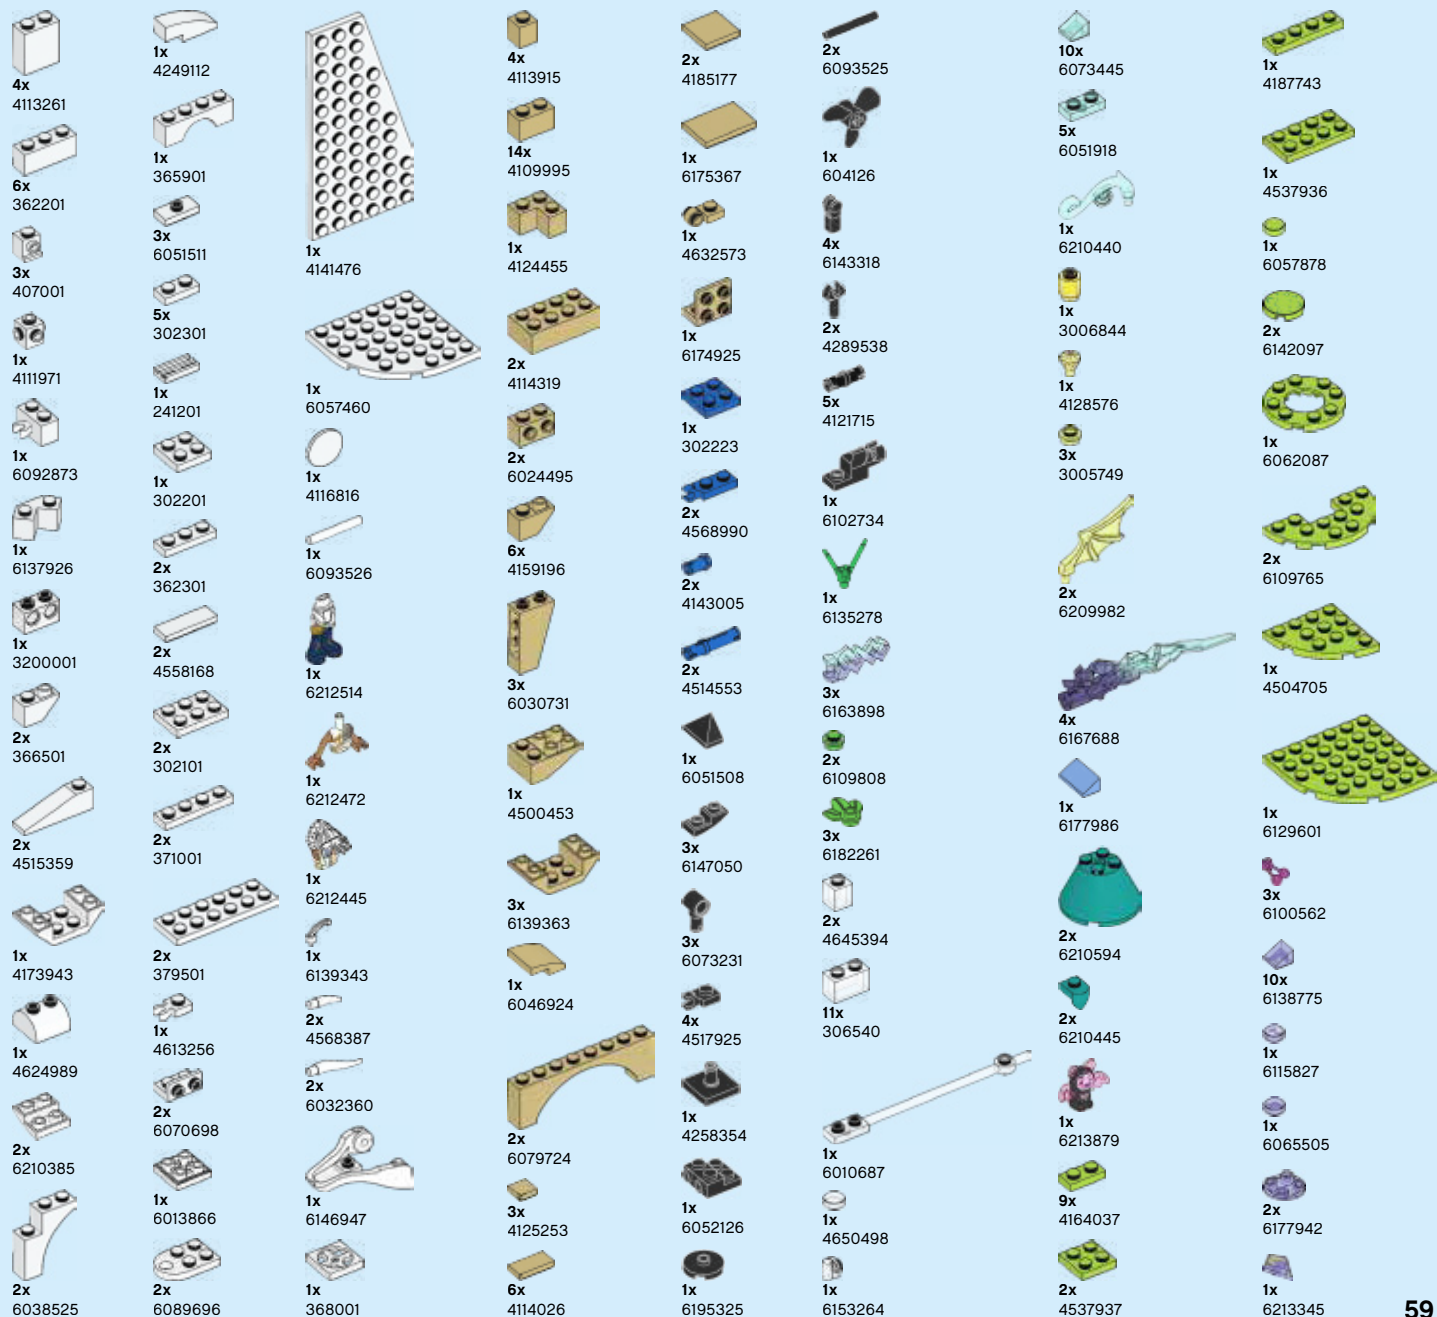 4x
4113261
6x
362201
3x
407001
1x
4111971
1x
6092873
1x
6137926
1x
3200001
2x
366501
2x
4515359
1x
4173943
1x
4624989
2x
6210385
2x
6038525
1x
4249112
1x
365901
3x
6051511
5x
302301
1x
241201
1x
302201
2x
362301
2x
4558168
2x
302101
2x
371001
2x
379501
1x
4613256
2x
6070698
1x
6013866
2x
6089696
1x
4141476
1x
6057460
1x
4116816
1x
6093526
1x
6212514
1x
6212472
1x
6212445
1x
6139343
2x
4568387
2x
6032360
1x
6146947
1x
368001
4x
4113915
14x
4109995
1x
4124455
2x
4114319
2x
6024495
6x
4159196
3x
6030731
1x
4500453
3x
6139363
1x
6046924
2x
6079724
3x
4125253
6x
4114026
2x
4185177
1x
6175367
1x
4632573
1x
6174925
1x
302223
2x
4568990
2x
4143005
2x
4514553
1x
6051508
3x
6147050
3x
6073231
4x
4517925
1x
4258354
1x
6052126
1x
6195325
2x
6093525
1x
604126
4x
6143318
2x
4289538
5x
4121715
1x
6102734
1x
6135278
3x
6163898
2x
6109808
3x
6182261
2x
4645394
11x
306540
1x
6010687
1x
4650498
1x
6153264
10x
6073445
5x
6051918
1x
6210440
1x
3006844
1x
4128576
3x
3005749
2x
6209982
4x
6167688
1x
6177986
2x
6210594
2x
6210445
1x
6213879
9x
4164037
2x
4537937
1x
4187743
1x
4537936
1x
6057878
2x
6142097
1x
6062087
2x
6109765
1x
4504705
1x
6129601
3x
6100562
10x
6138775
1x
6115827
1x
6065505
2x
6177942
1x
6213345
59